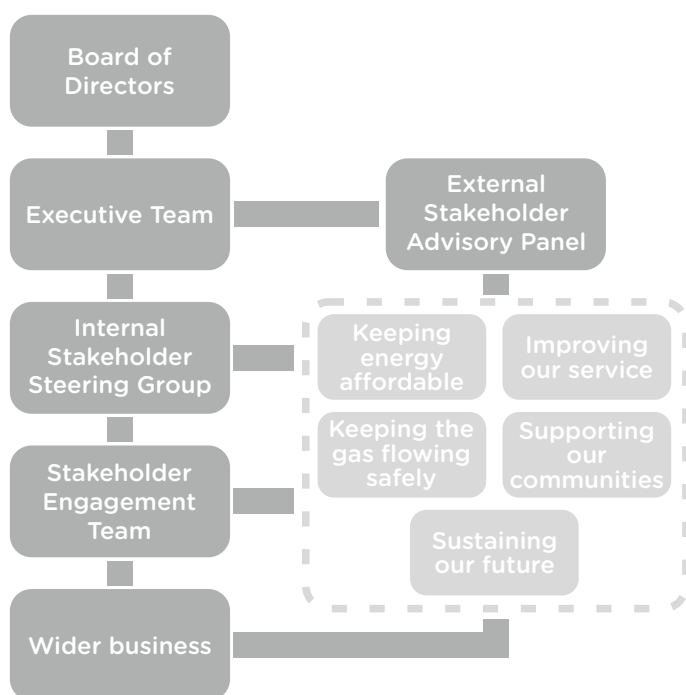 Board of
Directors
Executive Team
External
Stakeholder
Advisory Panel
Internal
Stakeholder
Steering Group
Keeping
energy
affordable
Improving
our service
Keeping the
gas flowing
safely
Supporting
our
communities
Stakeholder
Engagement
Team
Sustaining
our future
Wider business